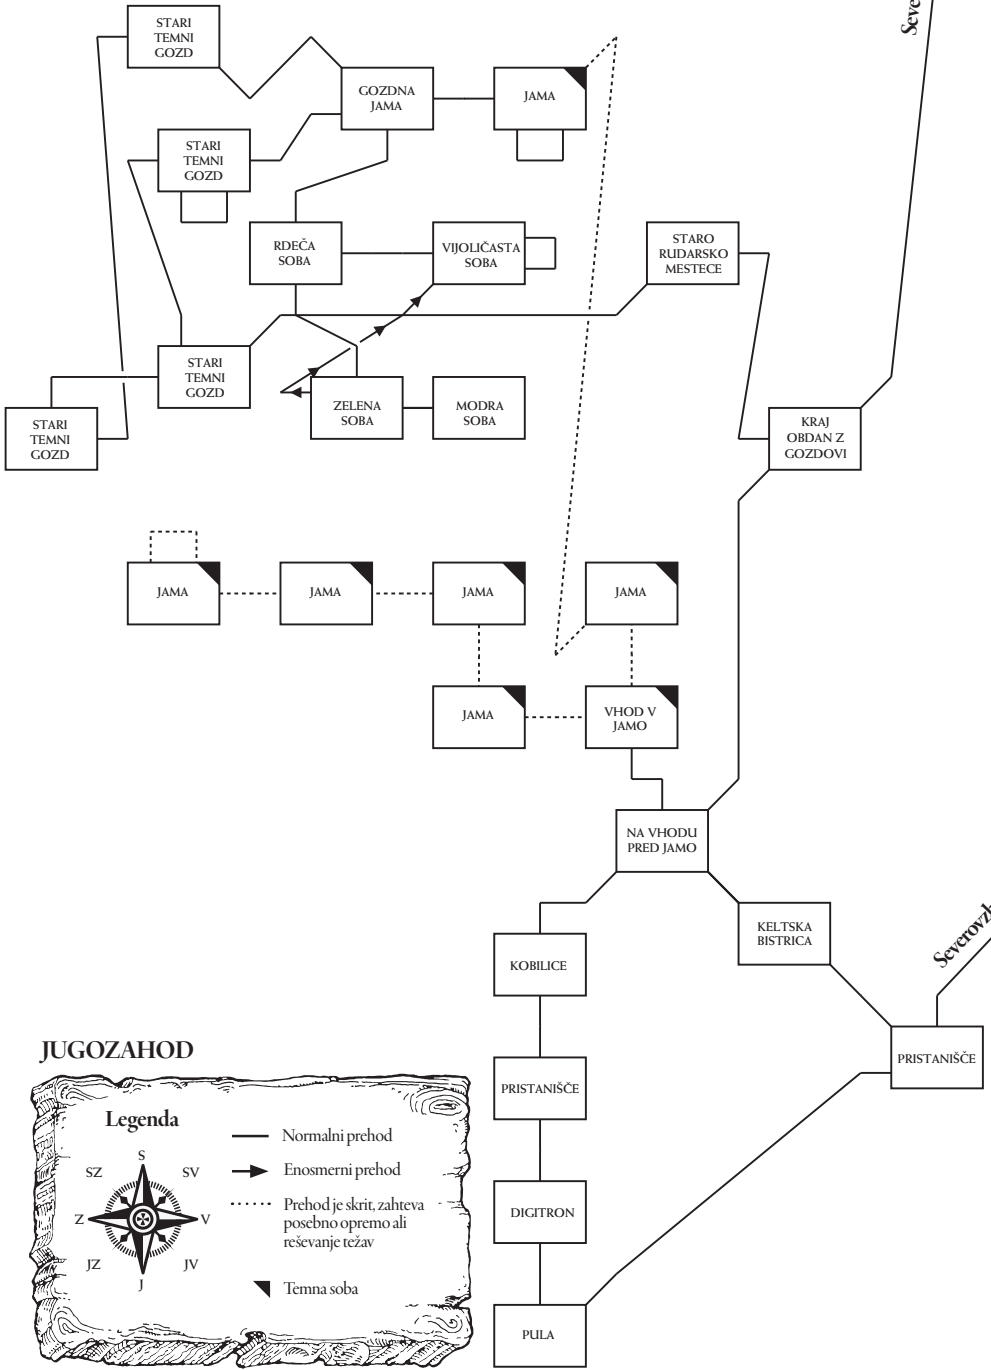 Seve
STARI
TEMNI
GOZD
GOZDNA
JAMA
JAMA
STARI
TEMNI
GOZD
RDEČA
SOBA
VIJOLIČASTA
SOBA
STARO
RUDARSKO
MESTECE
STARI
TEMNI
GOZD
ZELENA
SOBA
MODRA
SOBA
STARI
TEMNI
GOZD
KRAJ
OBDAN Z
GOZDOVI
JAMA
JAMA
JAMA
JAMA
JAMA
VHOD V
JAMO
NA VHODU
PRED JAMO
KELTSKA
BISTRICA
KOBILICE
Severovzh
PRISTANIŠČE
PRISTANIŠČE
DIGITRON
PULA
JUGOZAHOD
Legenda
S
SZ
SV
Z
V
JZ
JV
J
Normalni prehod
Enosmerni prehod
Prehod je skrit, zahteva
posebno opremo ali
reševanje težav
Temna soba